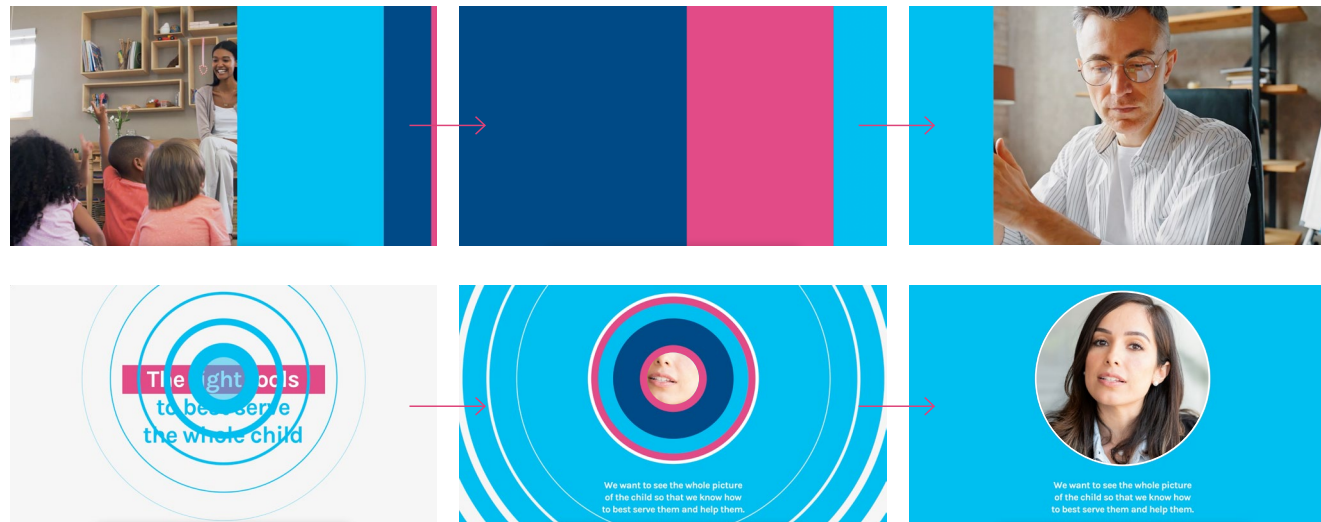 The right tools
to best serve
the whole child
We want to see the whole picture
of the child so that we know how
to best serve them and help them.
We want to see the whole picture
of the child so that we know how
to best serve them and help them.